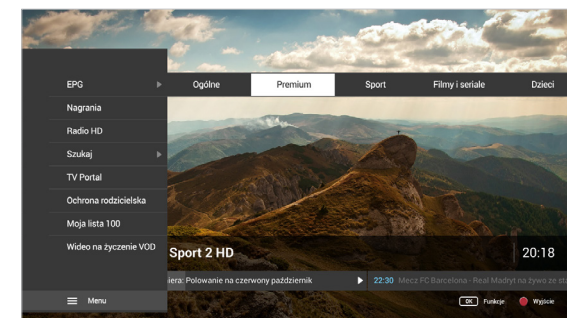 EPG
Nagrania
Radio HD
Szukaj
TV Portal
Ochrona rodzicielska
Moja lista 100
Wideo na życzenie VOD
Menu
Ogólne Premium Sport Filmy i seriale Dzieci
Sport 2 HD 20:18
Polowanie na czerwony październik 22:30 Mecz FC Barcelona - Real Madryt na żywo ze
OK Funkcje Wyjście